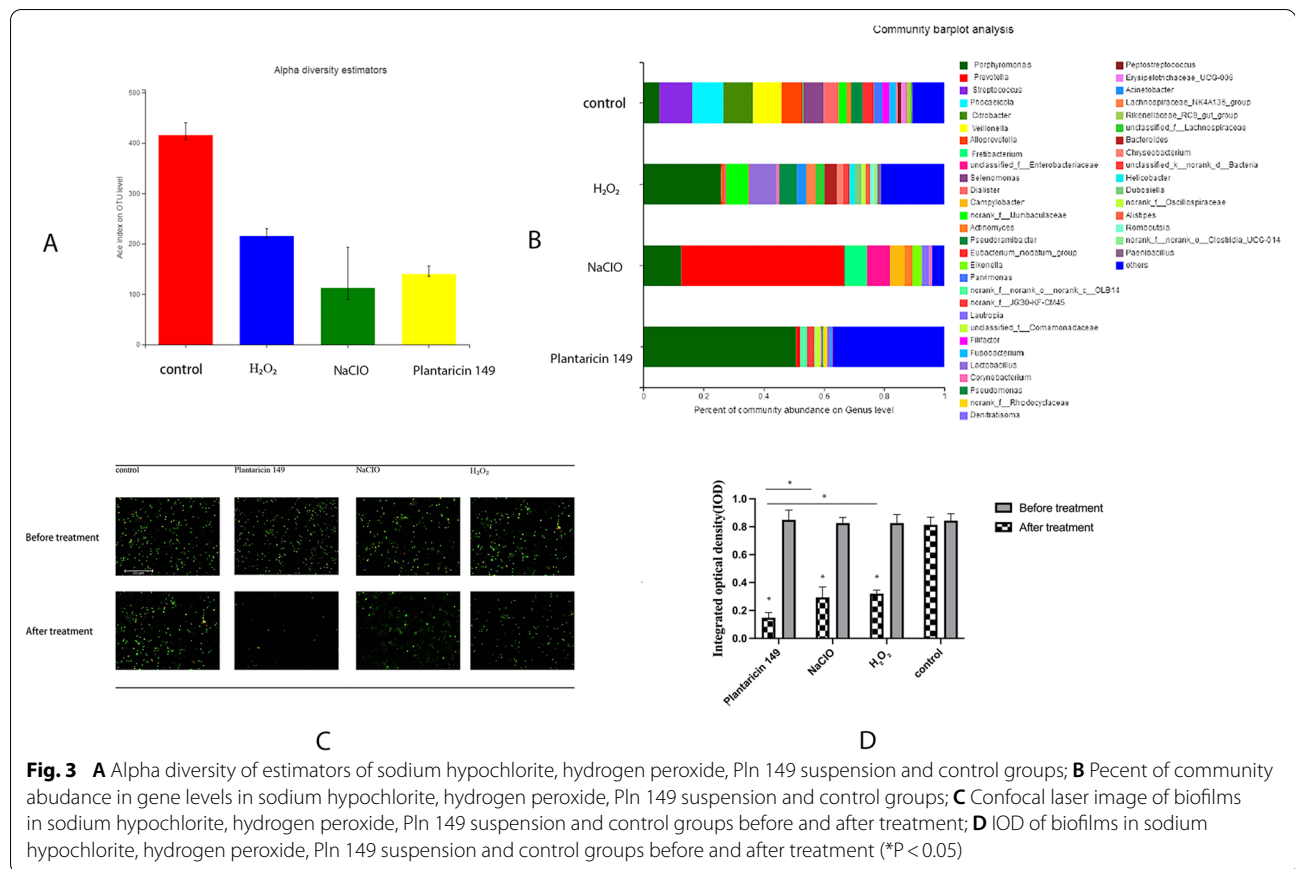 Alpha diversity estimators
Ace index on OTU level
500
400
300
200
100
0
control
H₂O₂
NaClO
Plantaricin 149
A
Community barplot analysis
control
H₂O₂
NaClO
Plantaricin 149
0
0.2
0.4
0.6
0.8
1
Percent of community abundance on Genus level
B
Porphyromonas
Prevotella
Streptococcus
Phocaeicola
Citrobacter
Veillonella
Alloprevotella
Fretibacterium
unclassified_f__Enterobacteriaceae
Selenomonas
Dialister
Campylobacter
norank_f__Muribaculaceae
Actinomyces
Pseudoramibacter
Eubacterium_nodatum_group
Eikenella
Parvimonas
norank_f__norank_o__norank_c__OLB14
norank_f__JG30-KF-CM45
Lautropia
unclassified_f__Comamonadaceae
Filifactor
Fusobacterium
Lactobacillus
Corynebacterium
Pseudomonas
norank_f__Rhodocyclaceae
Denitratisoma
Peptostreptococcus
Erysipelotrichaceae_UCG-006
Acinetobacter
Lachnospiraceae_NK4A136_group
Rikenellaceae_RC9_gut_group
unclassified_f__Lachnospiraceae
Bacteroides
Chryseobacterium
unclassified_k__norank_d__Bacteria
Helicobacter
Dubosiella
norank_f__Oscillospiraceae
Alistipes
Romboutsia
norank_f__norank_o__Clostridia_UCG-014
Paenibacillus
others
control
Plantaricin 149
NaClO
H₂O₂
Before treatment
After treatment
C
Integrated optical density(IOD)
1.0
0.8
0.6
0.4
0.2
0.0
*
*
*
*
*
Plantaricin 149
NaClO
H₂O₂
control
Before treatment
After treatment
D
Fig. 3 A Alpha diversity of estimators of sodium hypochlorite, hydrogen peroxide, Pln 149 suspension and control groups; B Pecent of community
abudance in gene levels in sodium hypochlorite, hydrogen peroxide, Pln 149 suspension and control groups; C Confocal laser image of biofilms
in sodium hypochlorite, hydrogen peroxide, Pln 149 suspension and control groups before and after treatment; D IOD of biofilms in sodium
hypochlorite, hydrogen peroxide, Pln 149 suspension and control groups before and after treatment (*P < 0.05)